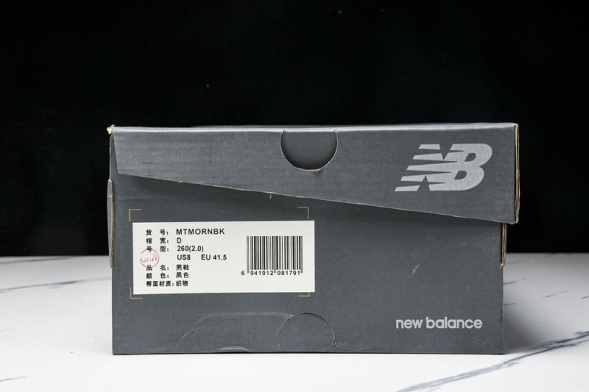 NB
货 号: MTMORNBK
楦 宽: D
号 型: 260(2.0)
US8 EU 41.5
品 名: 男鞋
颜 色: 黑色
帮面材质: 织物
6 941912 081791
new balance